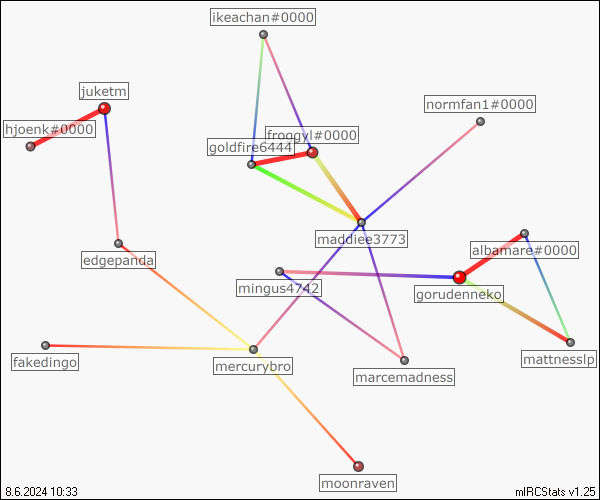 ikeachan#0000
juketm
normfan1#0000
hjoenk#0000
froggyl#0000
goldfire6444
maddiee3773
albamare#0000
edgepanda
mingus4742
gorudenneko
fakedingo
mercurybro
mattnesslp
marcemadness
moonraven
8.6.2024 10:33
mIRCStats v1.25